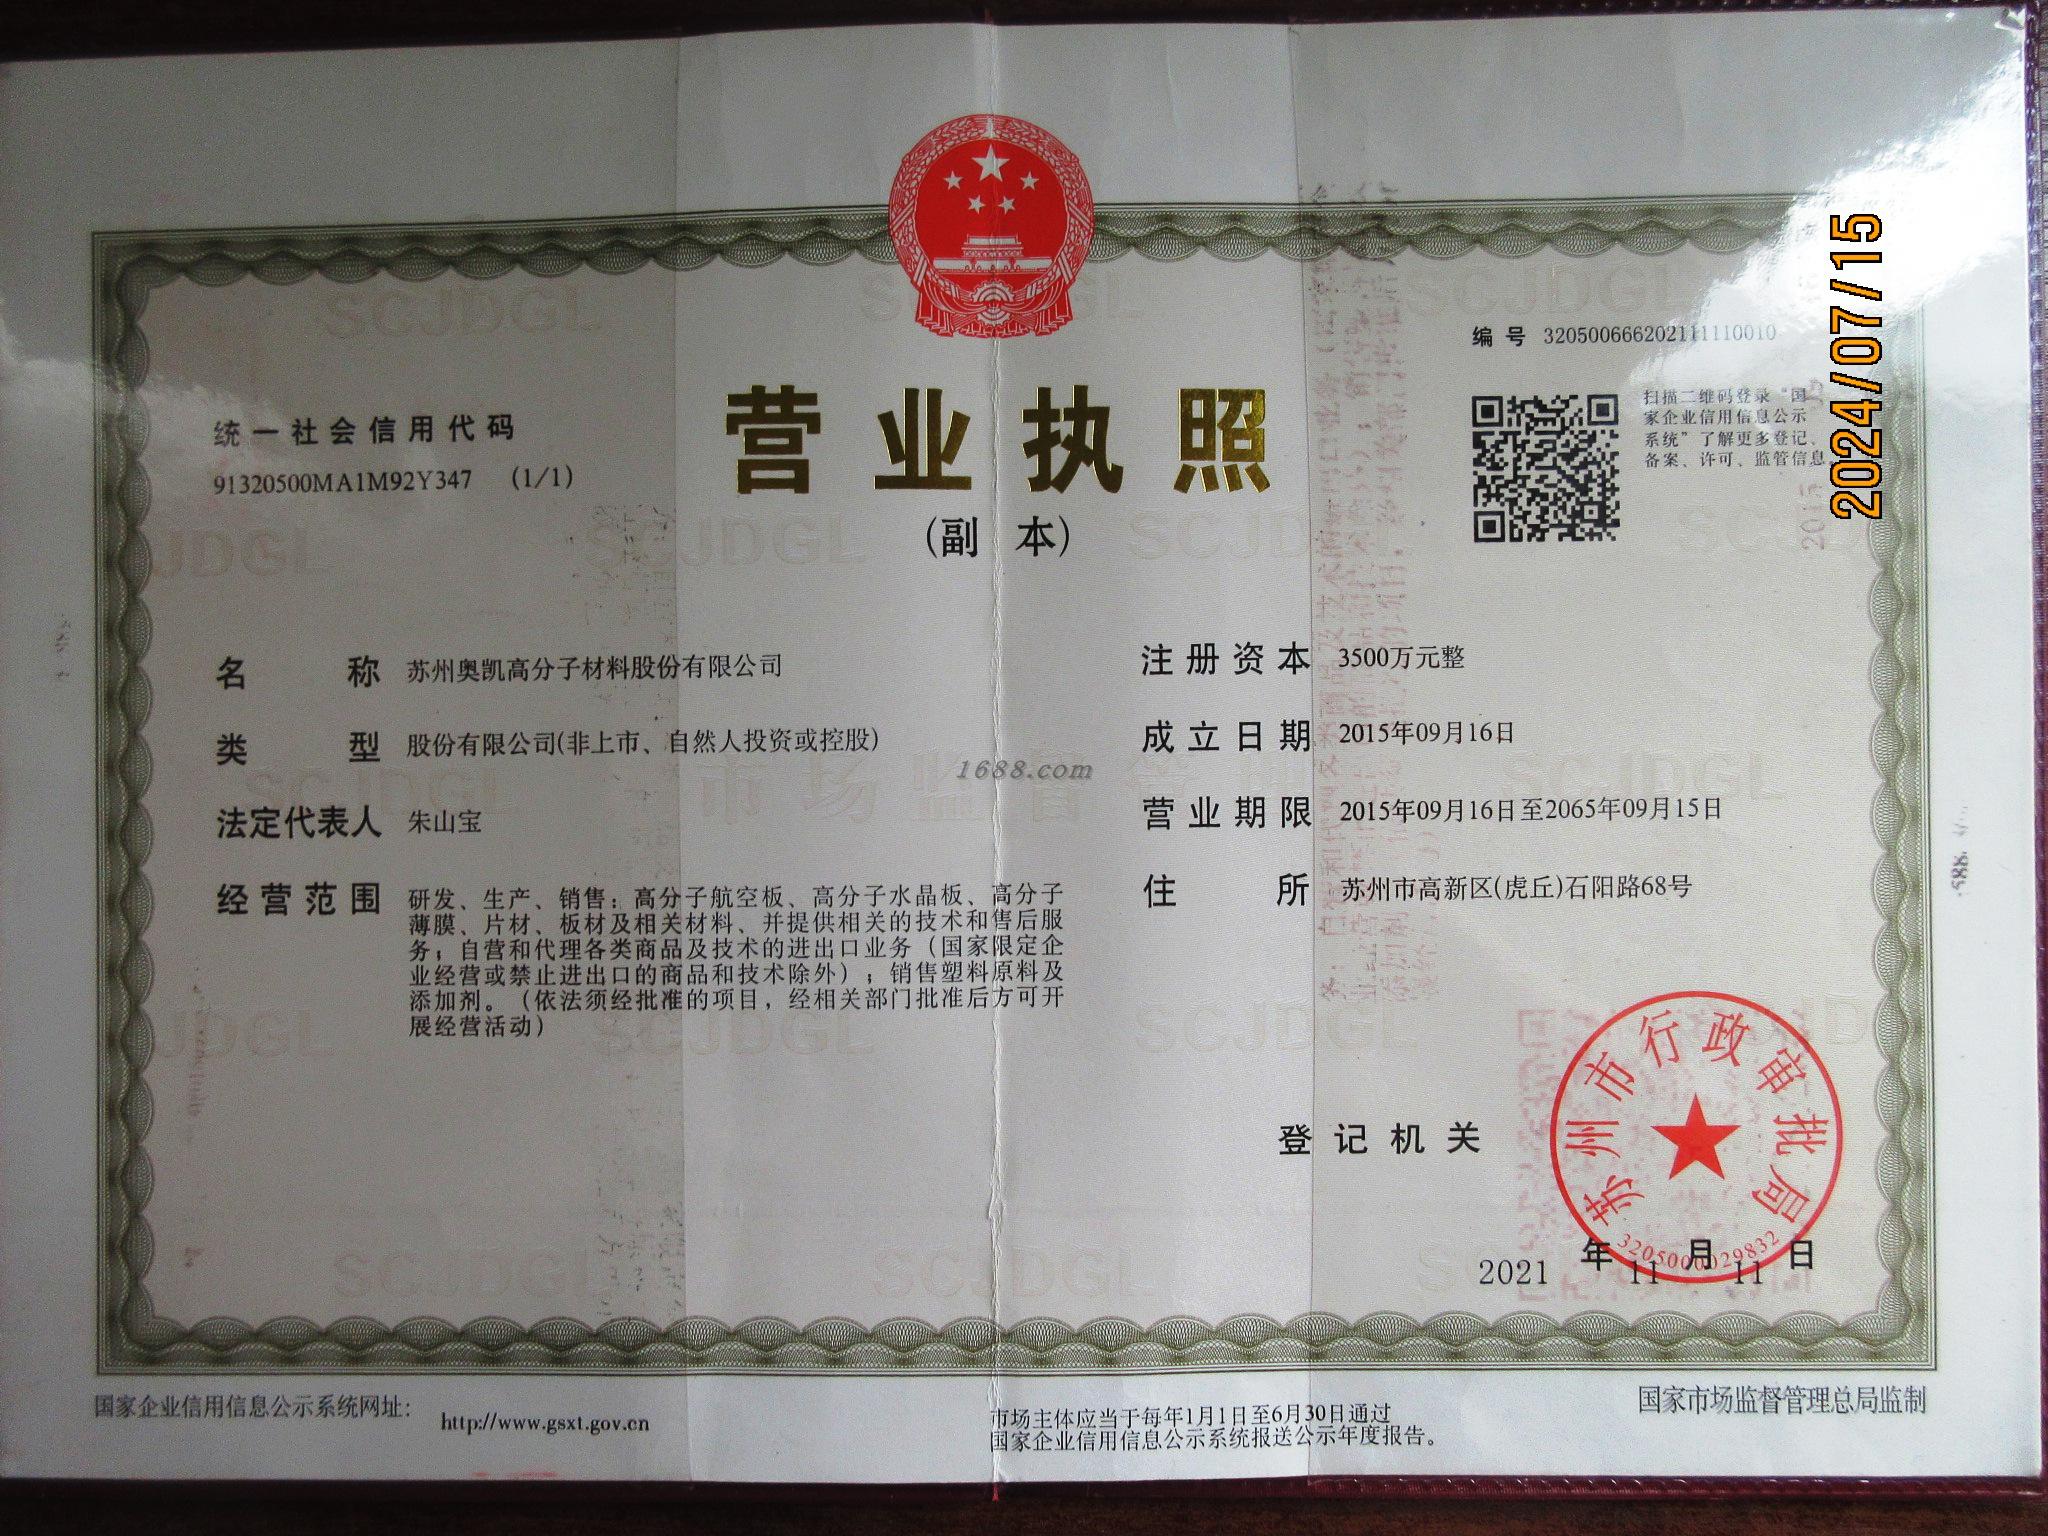 编 号 320500666202111110010
统一社会信用代码
91320500MA1M92Y347 (1/1)
营业执照
(副 本)
扫描二维码登录“国
家企业信用信息公示
系统”了解更多登记、
备案、许可、监管信息。
2024/07/15
名 称 苏州奥凯高分子材料股份有限公司
类 型 股份有限公司(非上市、自然人投资或控股)
法定代表人 朱山宝
经营范围 研发、生产、销售：高分子航空板、高分子水晶板、高分子
薄膜、片材、板材及相关材料、并提供相关的技术和售后服
务；自营和代理各类商品及技术的进出口业务（国家限定企
业经营或禁止进出口的商品和技术除外）；销售塑料原料及
添加剂。（依法须经批准的项目，经相关部门批准后方可开
展经营活动）
注册资本 3500万元整
成立日期 2015年09月16日
营业期限 2015年09月16日至2065年09月15日
住 所 苏州市高新区(虎丘)石阳路68号
1688.com
登记机关
苏州市行政审批局
3205000029832
2021 年 11 月 11 日
国家企业信用信息公示系统网址： http://www.gsxt.gov.cn
市场主体应当于每年1月1日至6月30日通过
国家企业信用信息公示系统报送公示年度报告。
国家市场监督管理总局监制